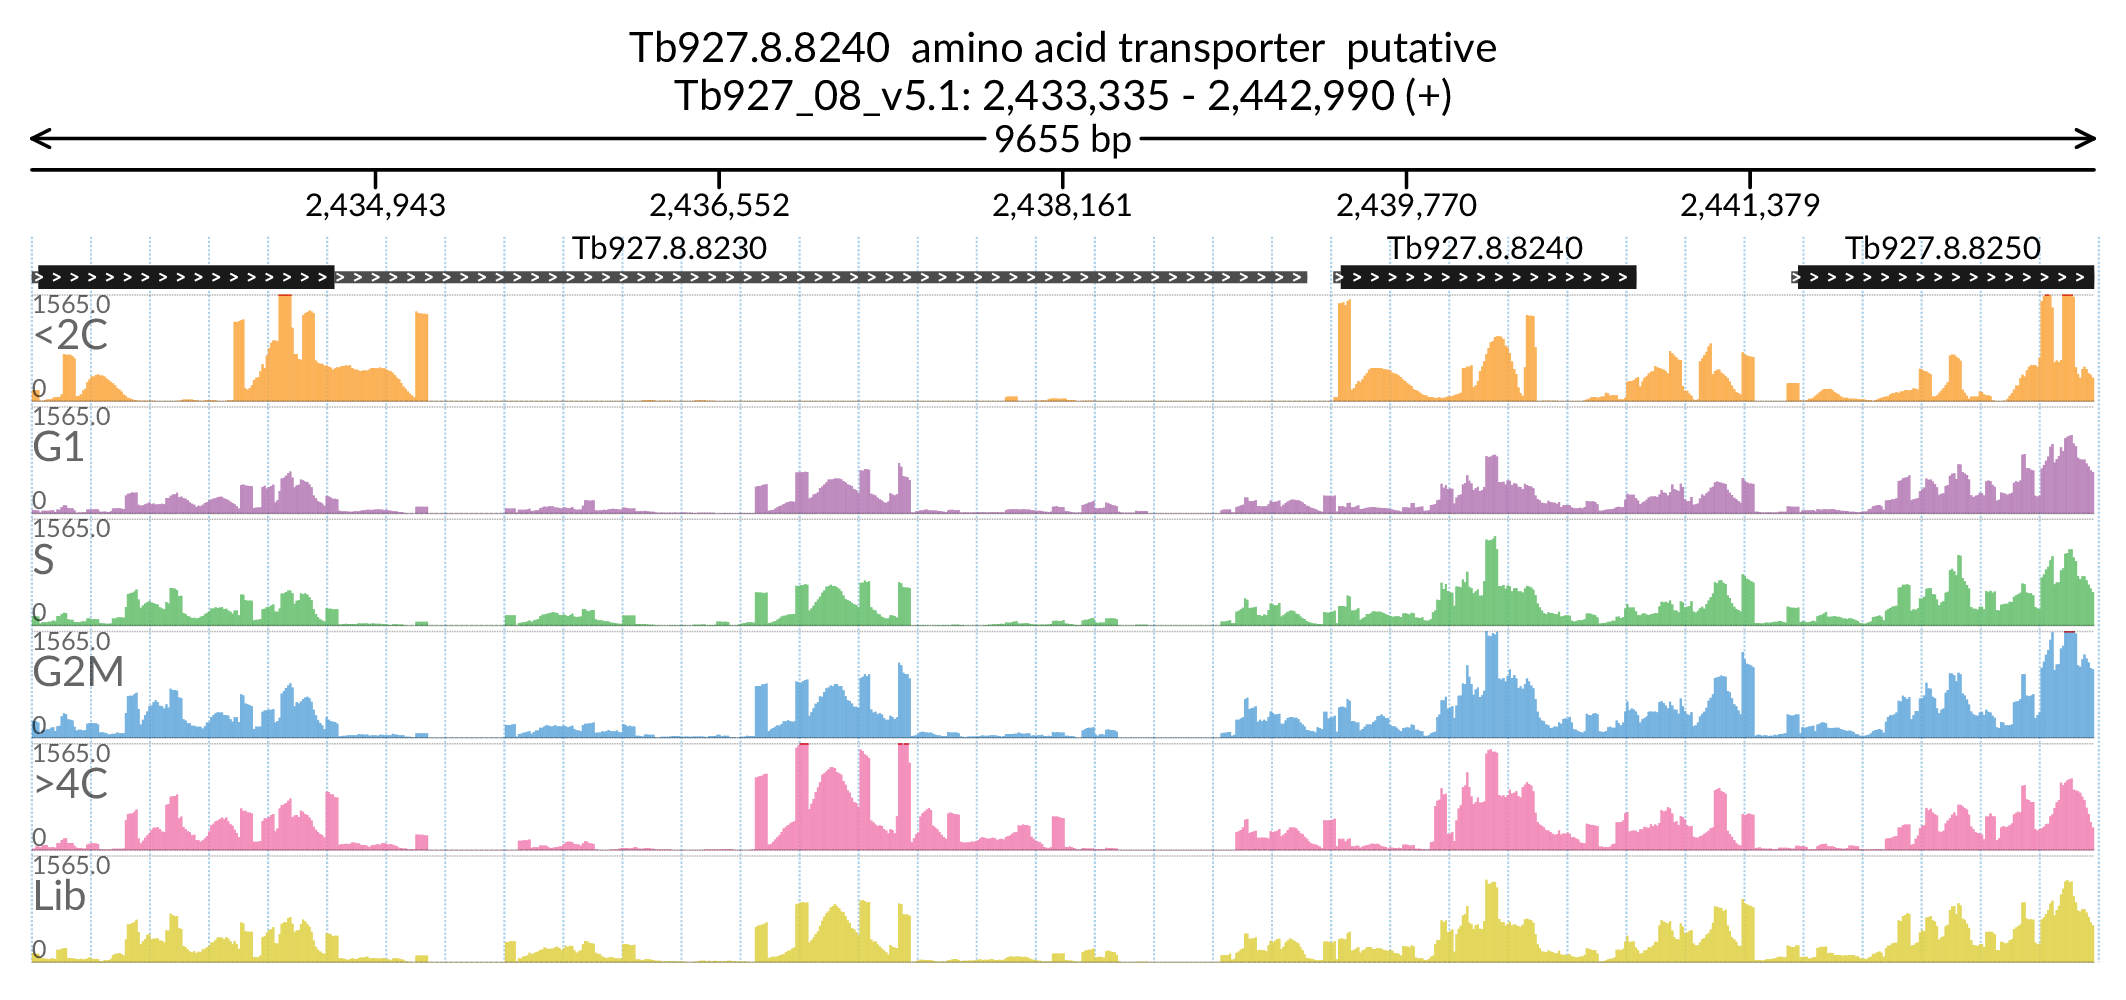 Tb927.8.8240 amino acid transporter putative
Tb927_08_v5.1: 2,433,335 - 2,442,990 (+)
9655 bp
2,434,943 2,436,552 2,438,161 2,439,770 2,441,379
Tb927.8.8230 Tb927.8.8240 Tb927.8.8250
1565.0
<2C
0
1565.0
G1
0
1565.0
S
0
1565.0
G2M
0
1565.0
>4C
0
1565.0
Lib
0